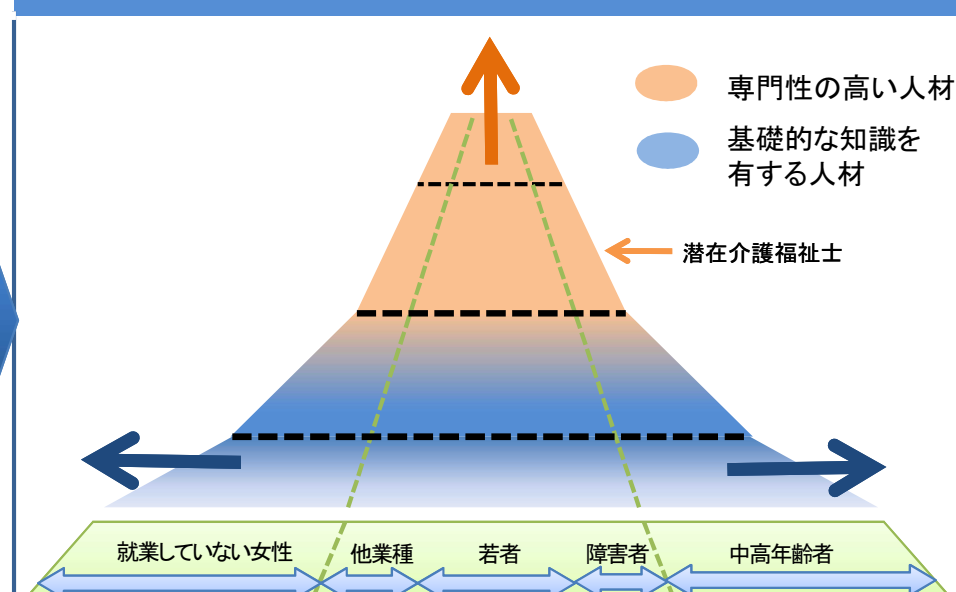 専門性の高い人材
基礎的な知識を
有する人材
潜在介護福祉士
就業していない女性
他業種
若者
障害者
中高年齢者